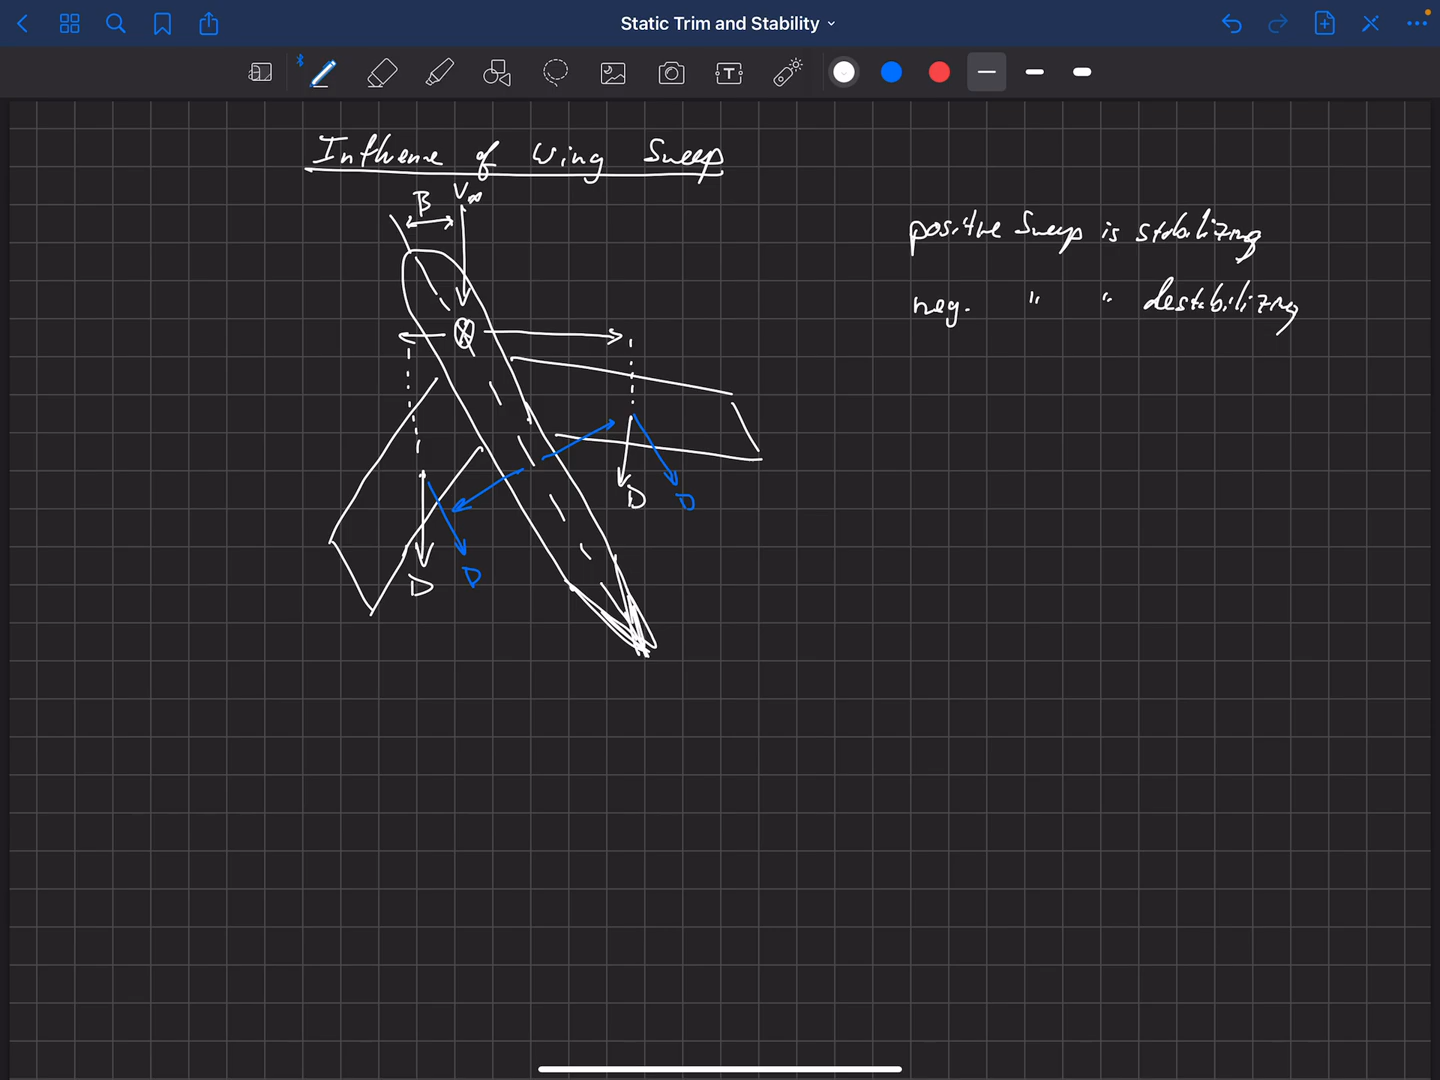 Static Trim and Stability
T
Influence of Wing Sweep
β V∞
positive Sweep is stabilizing
neg. " " destabilizing
D
D
D
D